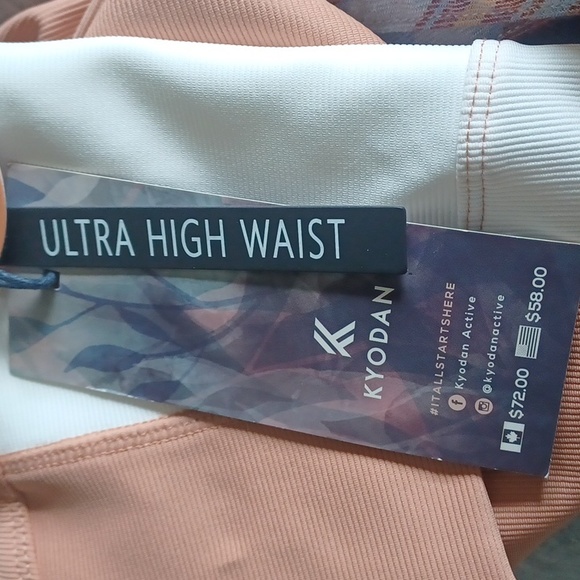 ULTRA HIGH WAIST
KYODAN
#ITALLSTARTSHERE
Kyodan Active
@kyodanactive
$72.00 $58.00